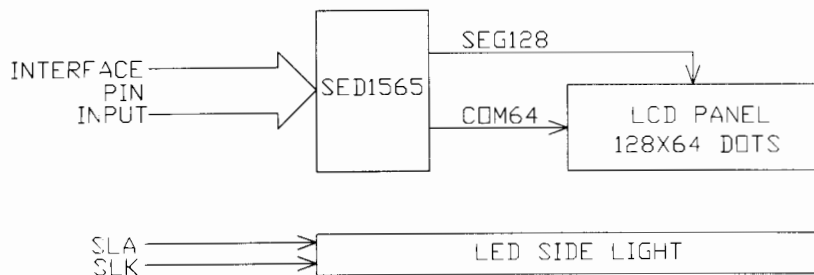 SEG128
INTERFACE
PIN
INPUT
SED1565
COM64
LCD PANEL
128X64 DOTS
SLA
SLK
LED SIDE LIGHT